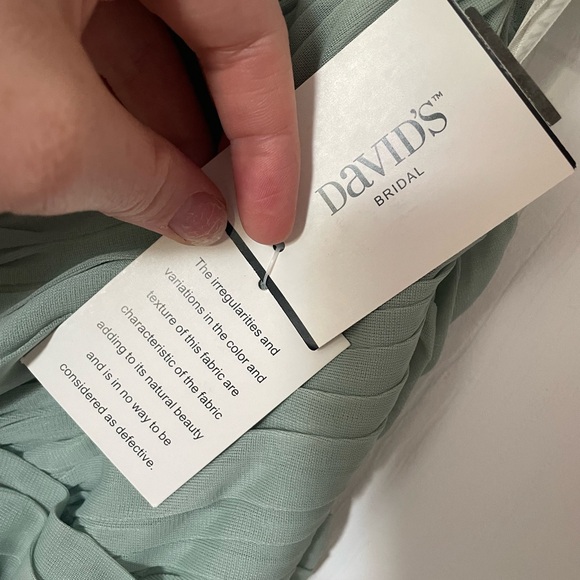 DAVID'S™
BRIDAL
The irregularities and
variations in the color and
texture of this fabric are
characteristic of the fabric
adding to its natural beauty
and is in no way to be
considered as defective.